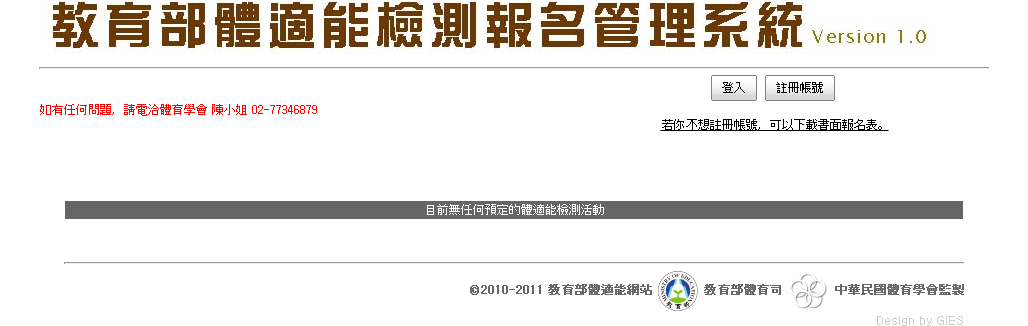 教育部體適能檢測報名管理系統 Version 1.0
登入 註冊帳號
如有任何問題, 請電洽體育學會 陳小姐 02-77346879
若你不想註冊帳號, 可以下載書面報名表。
目前無任何預定的體適能檢測活動
©2010-2011 教育部體適能網站 教育部體育司 中華民國體育學會監製
Design by GIES